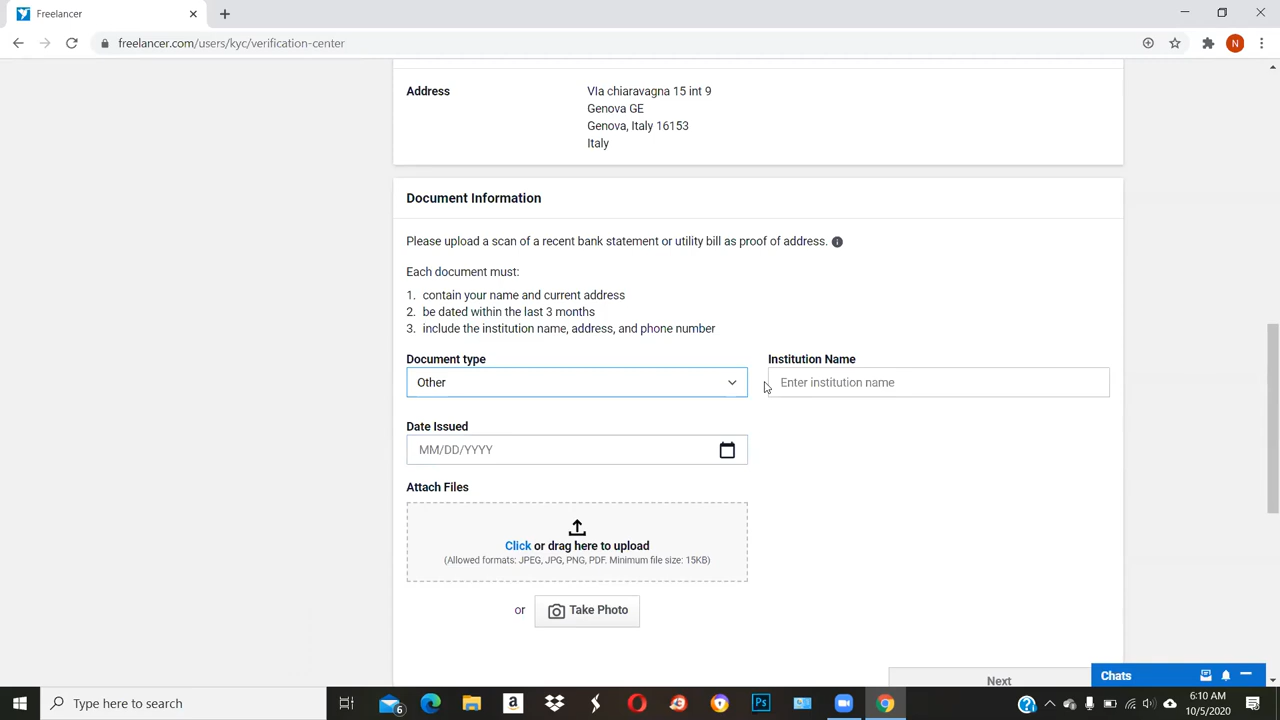 Freelancer
freelancer.com/users/kyc/verification-center
N
Address
VIa chiaravagna 15 int 9
Genova GE
Genova, Italy 16153
Italy
Document Information
Please upload a scan of a recent bank statement or utility bill as proof of address.
Each document must:
1. contain your name and current address
2. be dated within the last 3 months
3. include the institution name, address, and phone number
Document type
Institution Name
Other
Enter institution name
Date Issued
MM/DD/YYYY
Attach Files
Click or drag here to upload
(Allowed formats: JPEG, JPG, PNG, PDF. Minimum file size: 15KB)
or
Take Photo
Next
Chats
Type here to search
6
a
Ps
6:10 AM
10/5/2020